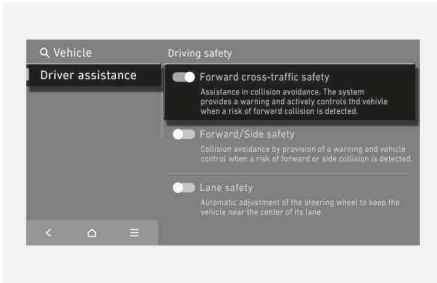 Vehicle
Driver assistance
Driving safety
Forward cross-traffic safety
Assistance in collision avoidance. The system
provides a warning and actively controls thd vehivle
when a risk of forward collision is detected.
Forward/Side safety
Collision avoidance by provision of a warning and vehicle
control when a risk of forward or side collision is detected.
Lane safety
Automatic adjustment of the steering wheel to keep the
vehicle near the center of its lane.